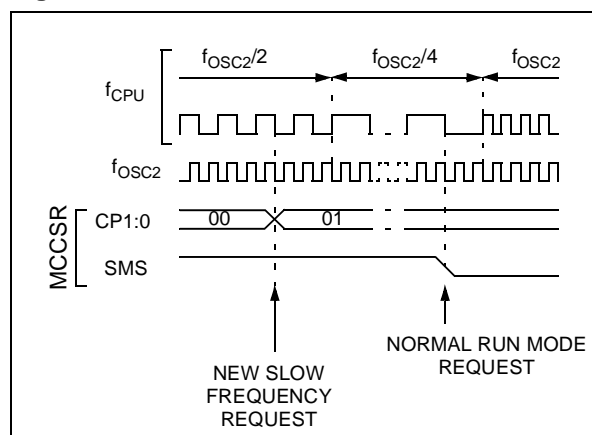 fOSC2/2 fOSC2/4 fOSC2
fCPU
fOSC2
MCCSR
CP1:0 00 01
SMS
NEW SLOW
FREQUENCY
REQUEST
NORMAL RUN MODE
REQUEST